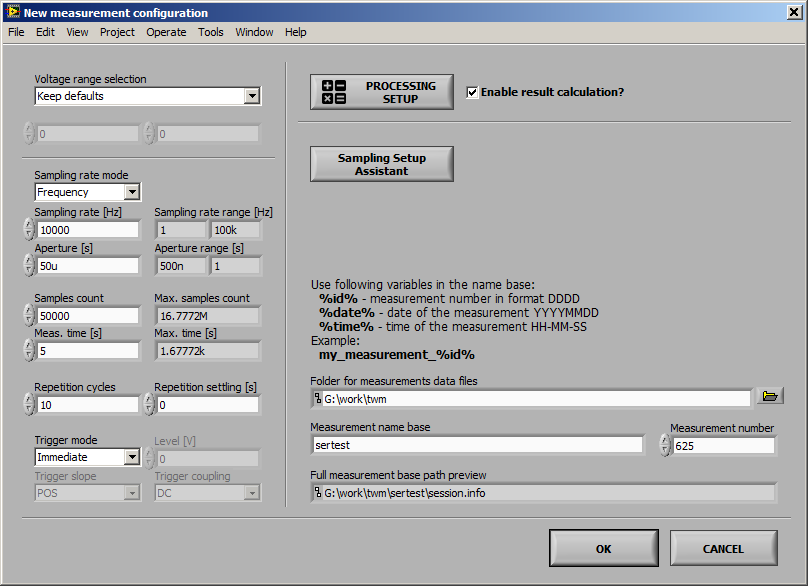 New measurement configuration
File Edit View Project Operate Tools Window Help
Voltage range selection
Keep defaults
0 0
Sampling rate mode
Frequency
Sampling rate [Hz] Sampling rate range [Hz]
10000 1 100k
Aperture [s] Aperture range [s]
50u 500n 1
Samples count Max. samples count
50000 16.7772M
Meas. time [s] Max. time [s]
5 1.67772k
Repetition cycles Repetition settling [s]
10 0
Trigger mode Level [V]
Immediate 0
Trigger slope Trigger coupling
POS DC
PROCESSING
SETUP
Enable result calculation?
Sampling Setup
Assistant
Use following variables in the name base:
%id% - measurement number in format DDDD
%date% - date of the measurement YYYYMMDD
%time% - time of the measurement HH-MM-SS
Example:
my_measurement_%id%
Folder for measurements data files
G:\work\twm
Measurement name base Measurement number
sertest 625
Full measurement base path preview
G:\work\twm\sertest\session.info
OK CANCEL